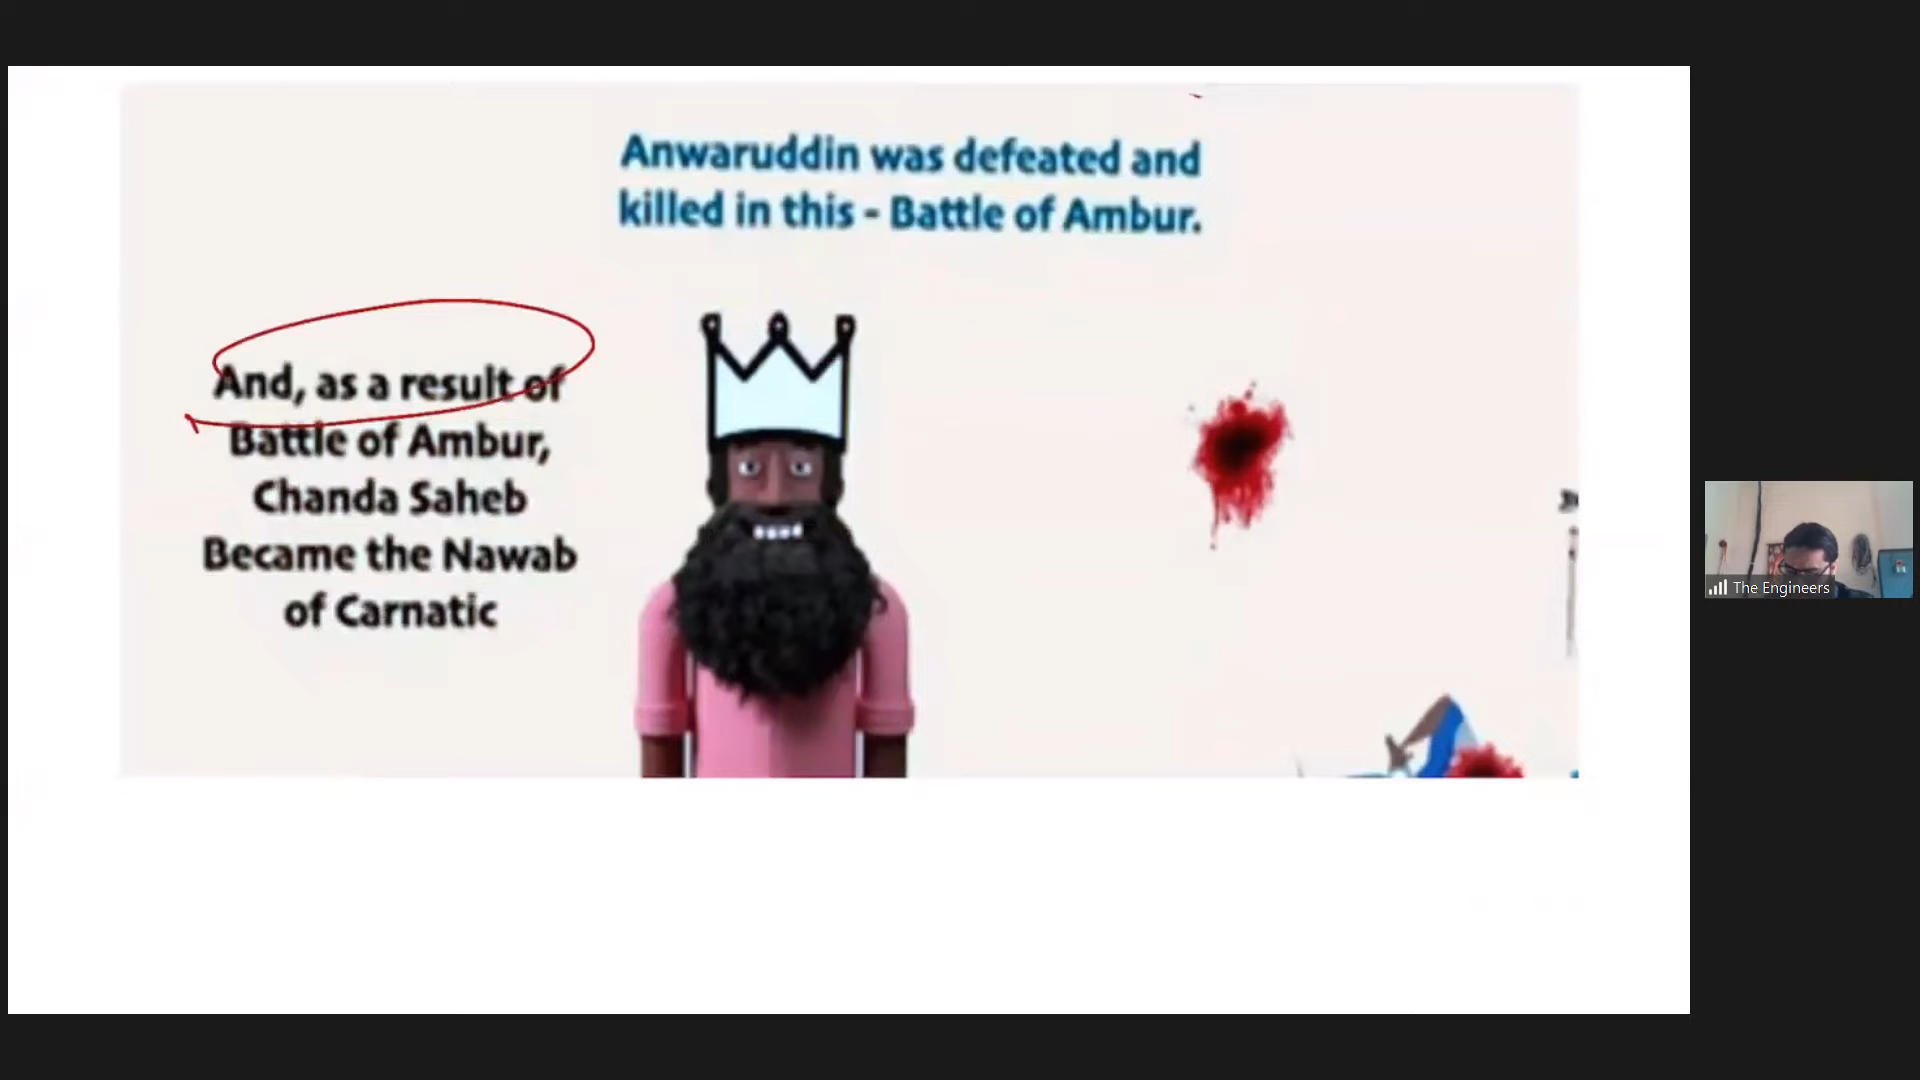 Anwaruddin was defeated and
killed in this - Battle of Ambur.
And, as a result of
Battle of Ambur,
Chanda Saheb
Became the Nawab
of Carnatic
The Engineers